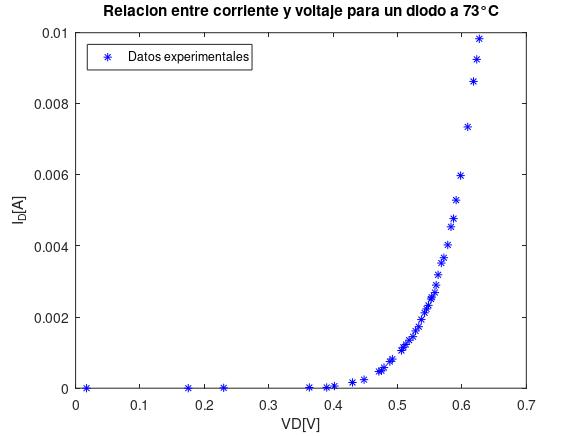 Relacion entre corriente y voltaje para un diodo a 73°C
Datos experimentales
0.01
0.008
0.006
0.004
0.002
0
I_D[A]
0 0.1 0.2 0.3 0.4 0.5 0.6 0.7
VD[V]